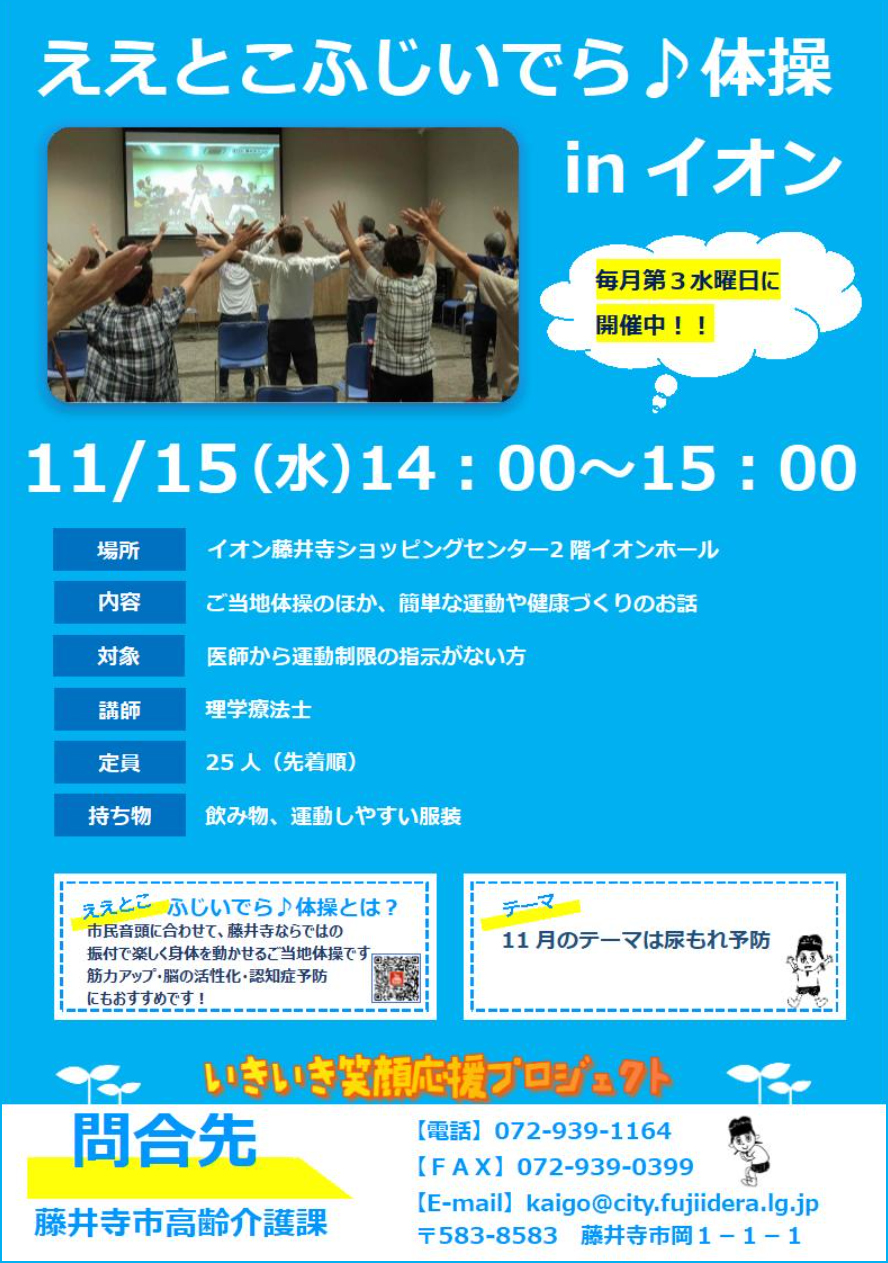 ええとこふじいでら♪体操
in イオン
毎月第３水曜日に
開催中！！
11/15（水）14：00～15：00
場所 イオン藤井寺ショッピングセンター2 階イオンホール
内容 ご当地体操のほか、簡単な運動や健康づくりのお話
対象 医師から運動制限の指示がない方
講師 理学療法士
定員 25 人（先着順）
持ち物 飲み物、運動しやすい服装
ええとこ ふじいでら♪体操とは？
市民音頭に合わせて、藤井寺ならではの
振付で楽しく身体を動かせるご当地体操です
筋力アップ・脳の活性化・認知症予防
にもおすすめです！
テーマ
11 月のテーマは尿もれ予防
いきいき笑顔応援プロジェクト
問合先
藤井寺市高齢介護課
【電話】072-939-1164
【ＦＡＸ】072-939-0399
【E-mail】kaigo@city.fujiidera.lg.jp
〒583-8583　藤井寺市岡１－１－１